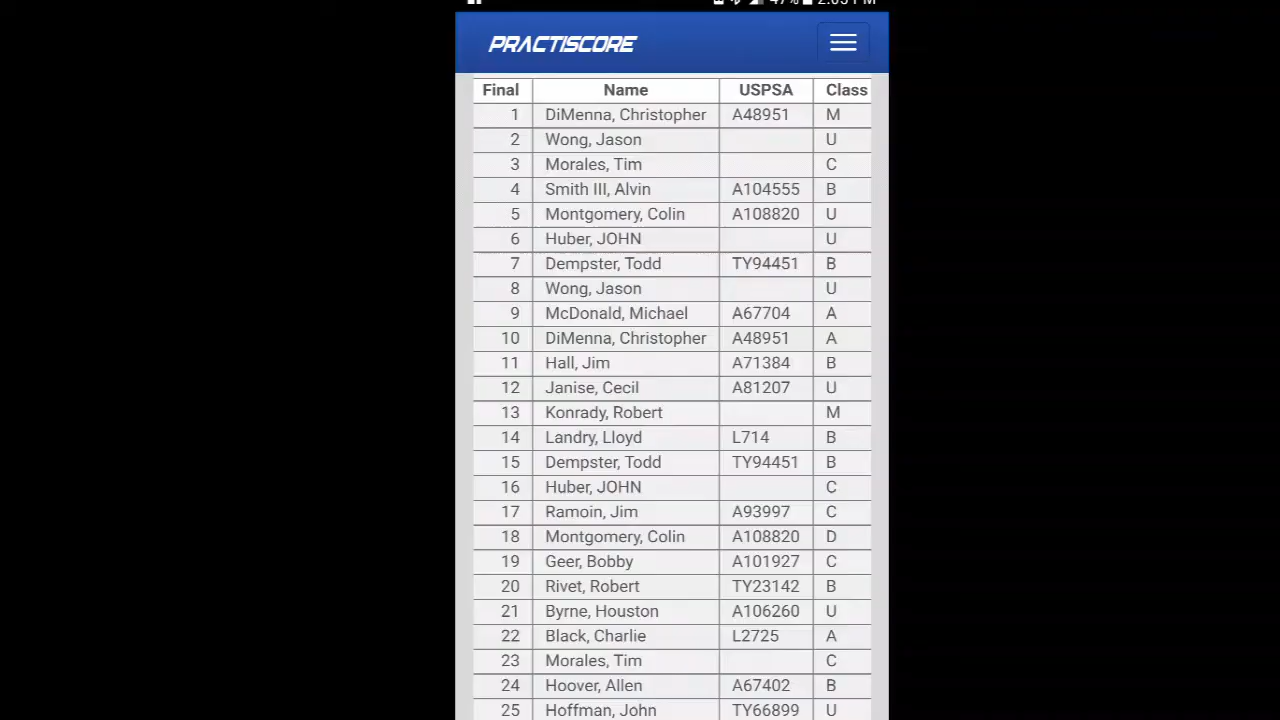 PRACTISCORE
Final Name USPSA Class
1 DiMenna, Christopher A48951 M
2 Wong, Jason U
3 Morales, Tim C
4 Smith III, Alvin A104555 B
5 Montgomery, Colin A108820 U
6 Huber, JOHN U
7 Dempster, Todd TY94451 B
8 Wong, Jason U
9 McDonald, Michael A67704 A
10 DiMenna, Christopher A48951 A
11 Hall, Jim A71384 B
12 Janise, Cecil A81207 U
13 Konrady, Robert M
14 Landry, Lloyd L714 B
15 Dempster, Todd TY94451 B
16 Huber, JOHN C
17 Ramoin, Jim A93997 C
18 Montgomery, Colin A108820 D
19 Geer, Bobby A101927 C
20 Rivet, Robert TY23142 B
21 Byrne, Houston A106260 U
22 Black, Charlie L2725 A
23 Morales, Tim C
24 Hoover, Allen A67402 B
25 Hoffman, John TY66899 U